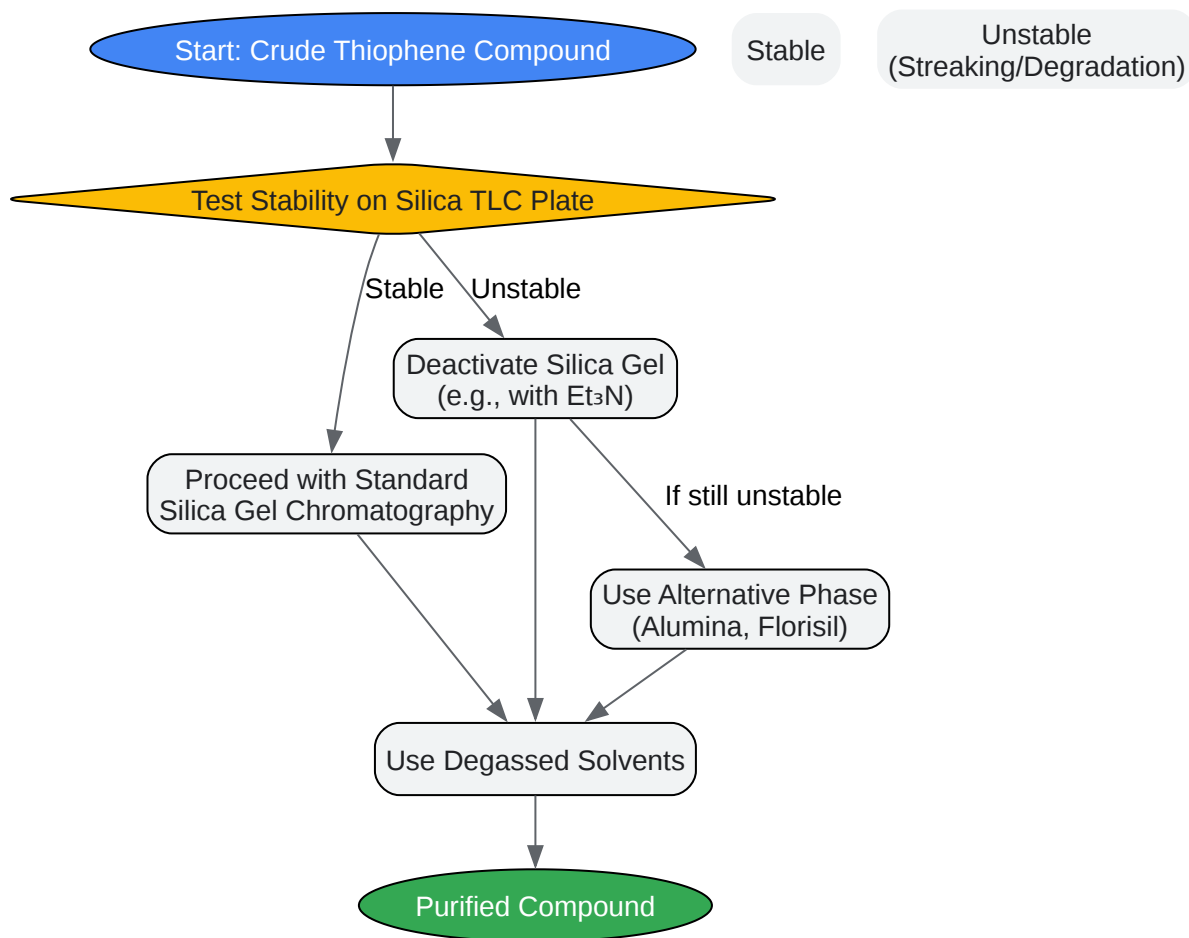 Start: Crude Thiophene Compound
Stable
Unstable
(Streaking/Degradation)
Test Stability on Silica TLC Plate
Stable
Unstable
Deactivate Silica Gel
(e.g., with Et₃N)
Proceed with Standard
Silica Gel Chromatography
If still unstable
Use Alternative Phase
(Alumina, Florisil)
Use Degassed Solvents
Purified Compound